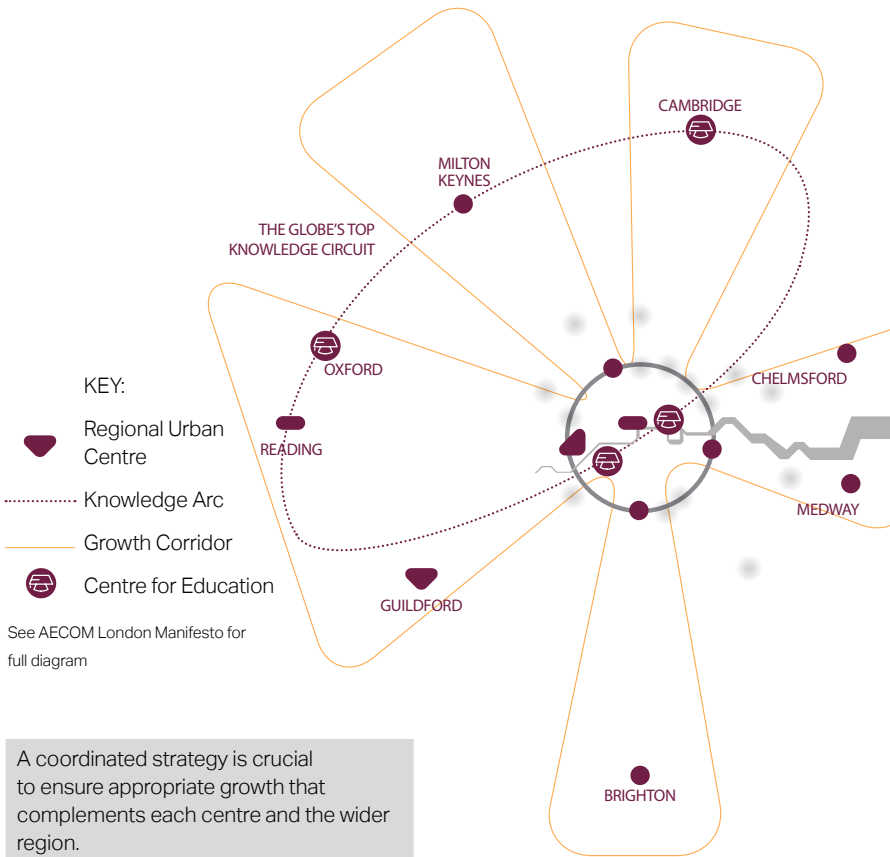 CAMBRIDGE
MILTON
KEYNES
THE GLOBE'S TOP
KNOWLEDGE CIRCUIT
OXFORD
CHELMSFORD
READING
MEDWAY
GUILDFORD
BRIGHTON
KEY:
Regional Urban
Centre
Knowledge Arc
Growth Corridor
Centre for Education
See AECOM London Manifesto for
full diagram
A coordinated strategy is crucial
to ensure appropriate growth that
complements each centre and the wider
region.